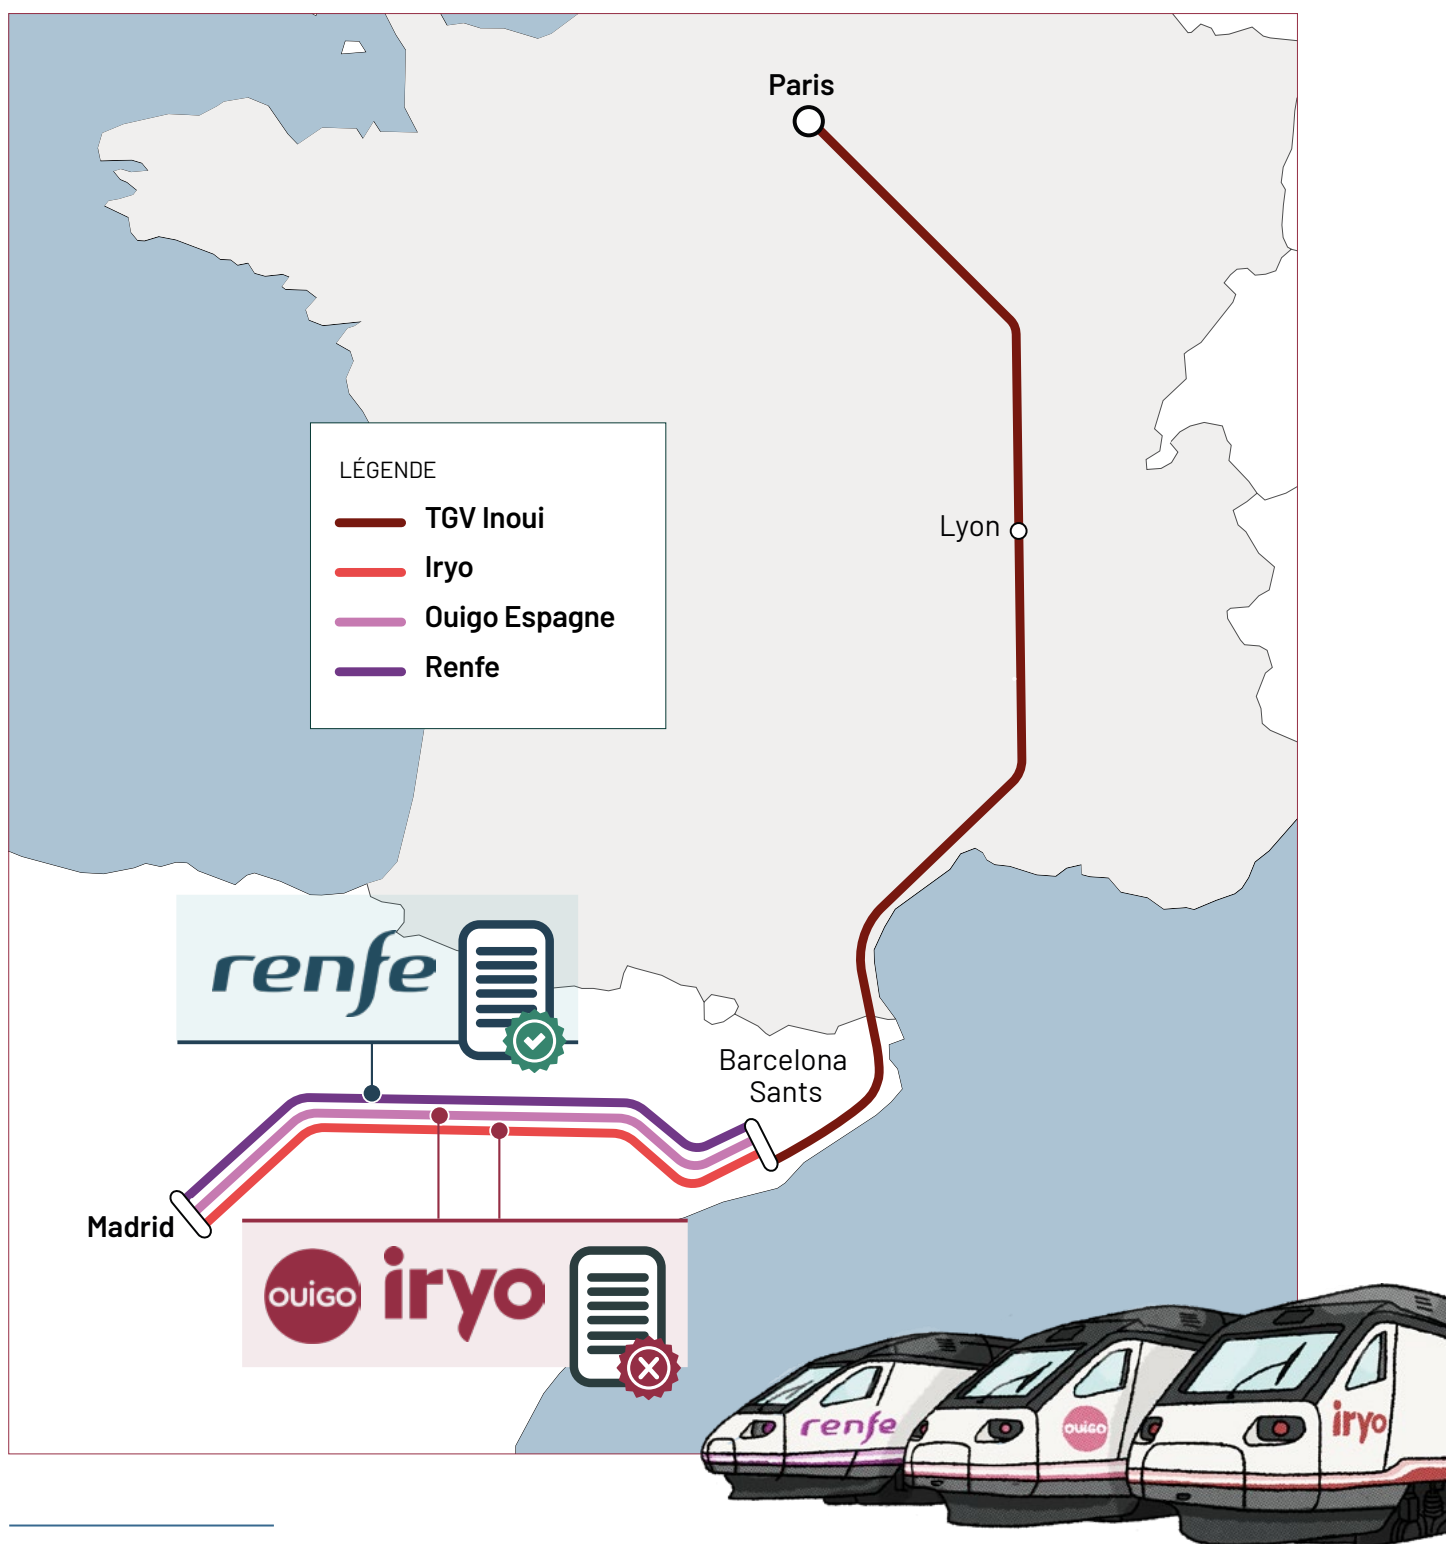 Paris
LÉGENDE
TGV Inoui
Iryo
Ouigo Espagne
Renfe
Lyon
renfe
Barcelona
Sants
Madrid
OUIGO iryo
renfe
OUIGO
iryo